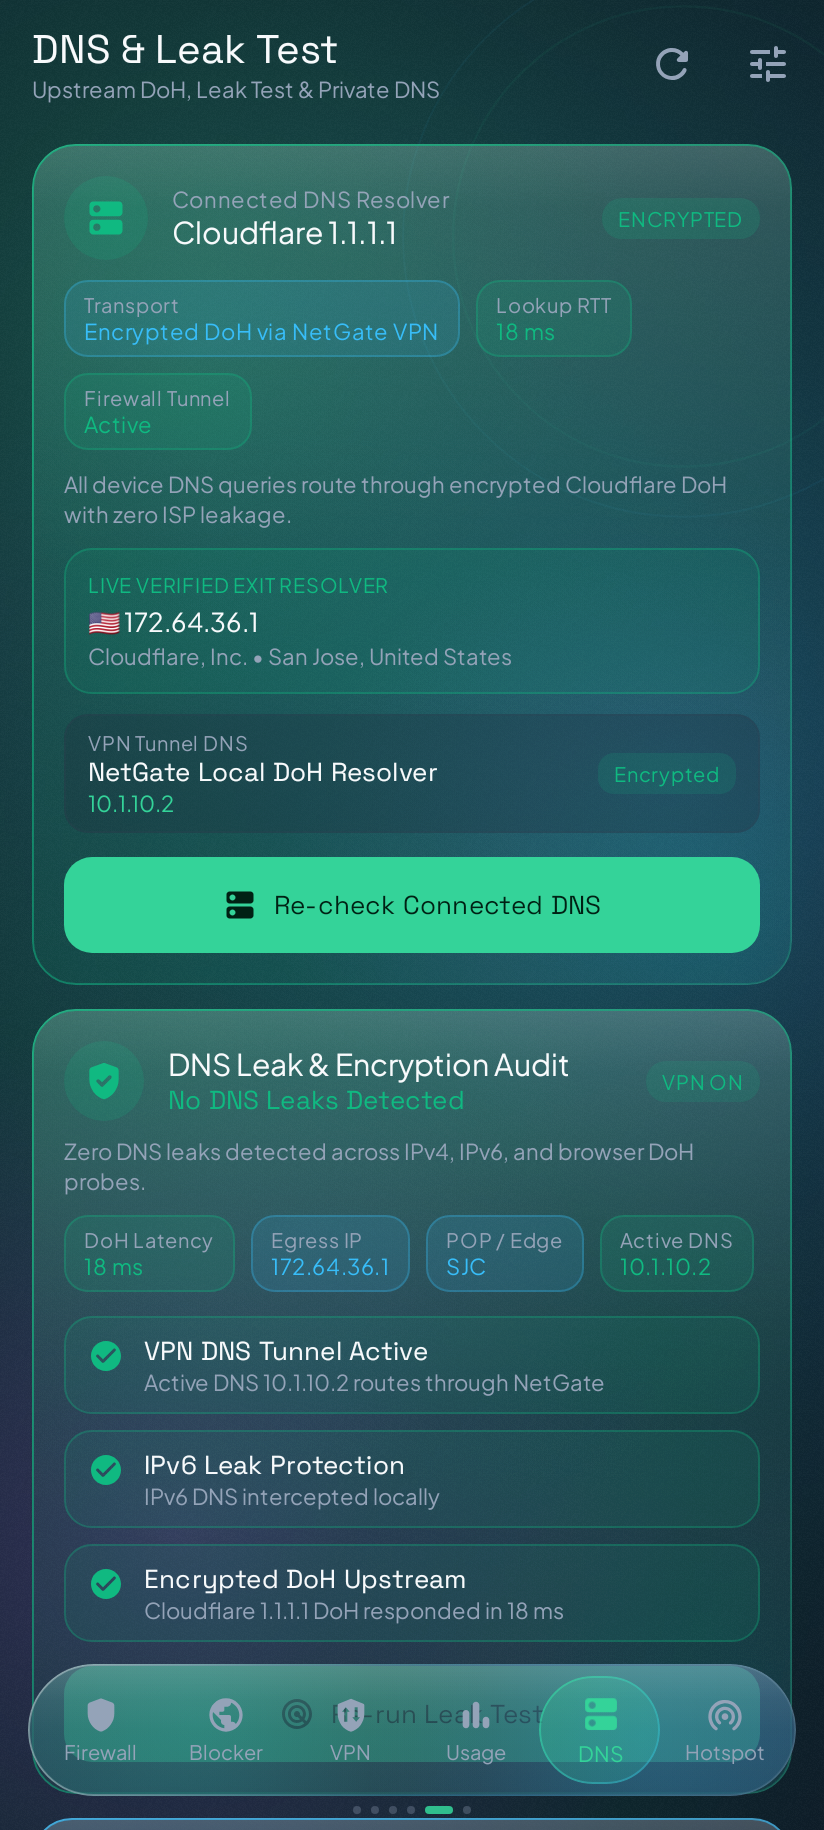 DNS & Leak Test
Upstream DoH, Leak Test & Private DNS
Connected DNS Resolver
Cloudflare 1.1.1.1
ENCRYPTED
Transport
Encrypted DoH via NetGate VPN
Lookup RTT
18 ms
Firewall Tunnel
Active
All device DNS queries route through encrypted Cloudflare DoH
with zero ISP leakage.
LIVE VERIFIED EXIT RESOLVER
🇺🇸 172.64.36.1
Cloudflare, Inc. • San Jose, United States
VPN Tunnel DNS
NetGate Local DoH Resolver
10.1.10.2
Encrypted
Re-check Connected DNS
DNS Leak & Encryption Audit
No DNS Leaks Detected
VPN ON
Zero DNS leaks detected across IPv4, IPv6, and browser DoH
probes.
DoH Latency
18 ms
Egress IP
172.64.36.1
POP / Edge
SJC
Active DNS
10.1.10.2
VPN DNS Tunnel Active
Active DNS 10.1.10.2 routes through NetGate
IPv6 Leak Protection
IPv6 DNS intercepted locally
Encrypted DoH Upstream
Cloudflare 1.1.1.1 DoH responded in 18 ms
Re-run Leak Test
Firewall
Blocker
VPN
Usage
DNS
Hotspot